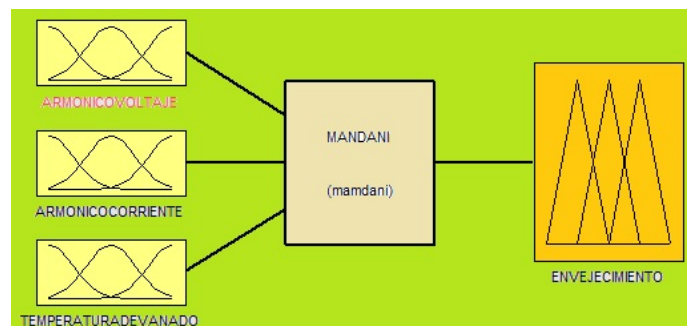 ARMONICOVOLTAJE
ARMONICOCORRIENTE
TEMPERATURADEVANADO
MANDANI
(mamdani)
ENVEJECIMIENTO